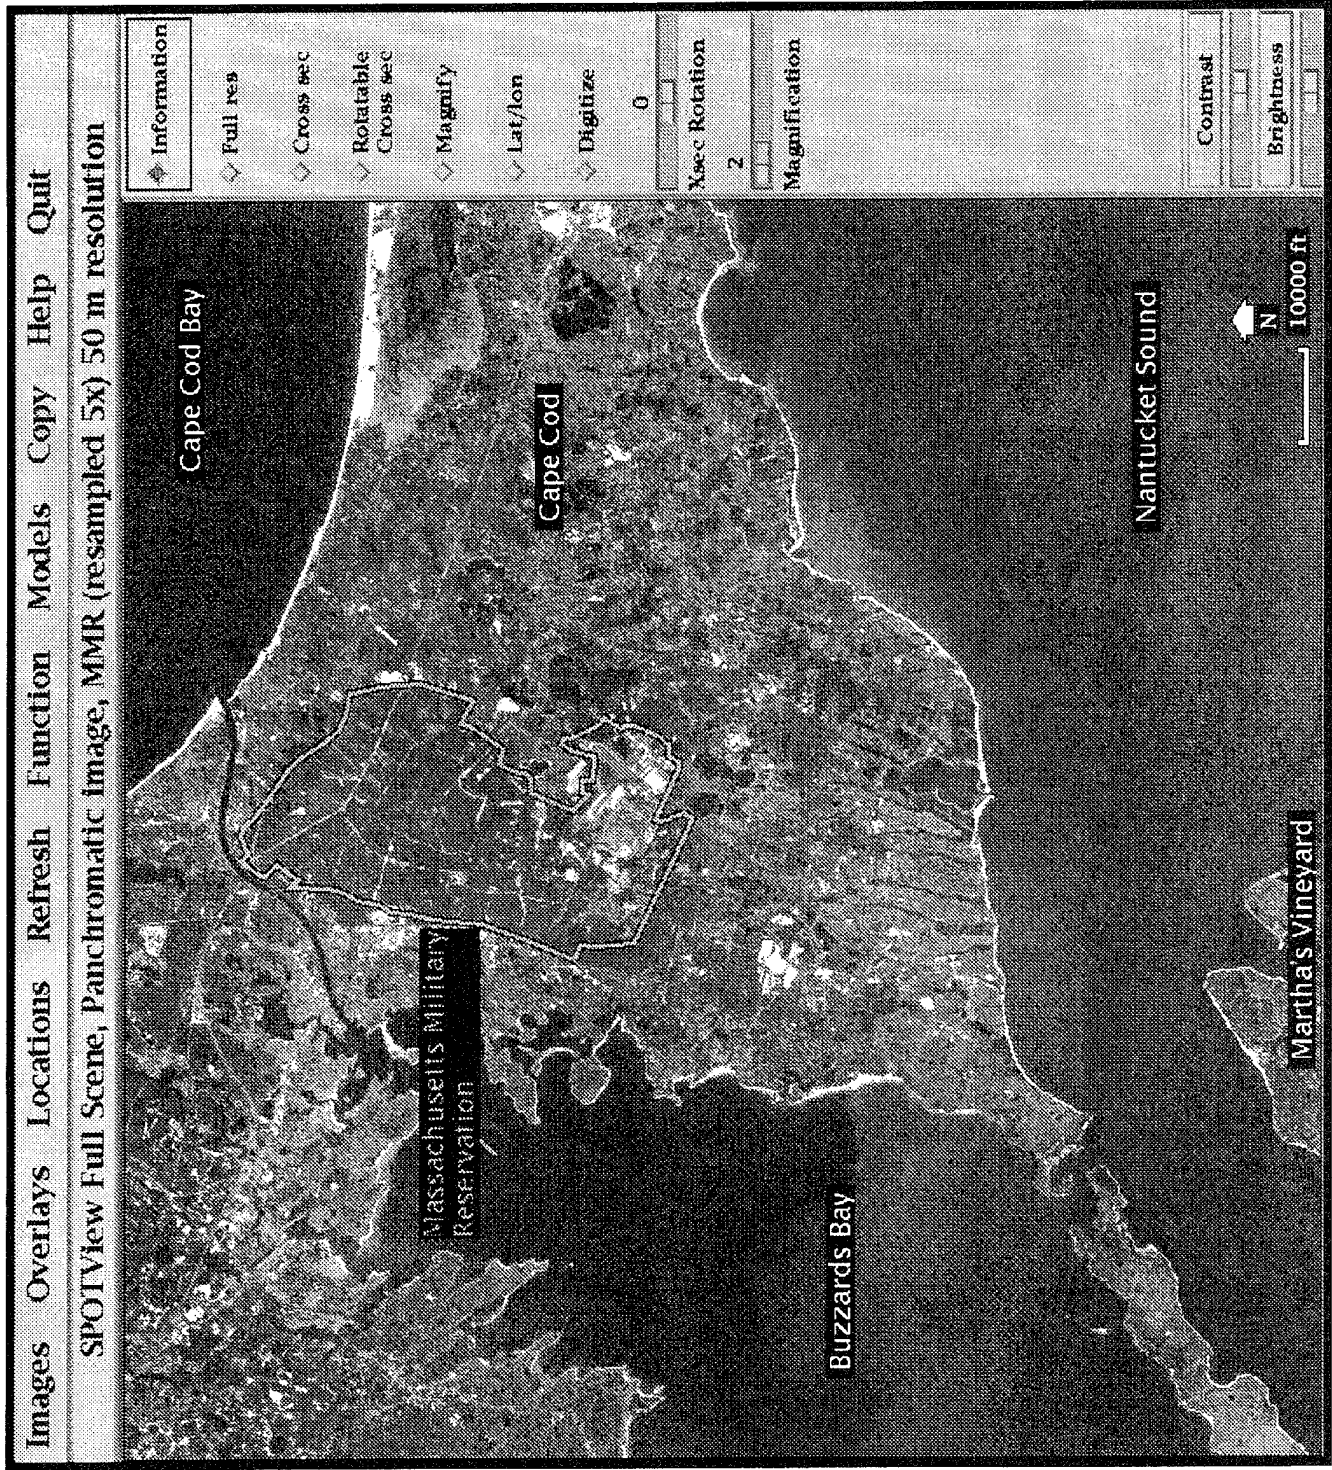 Images Overlays Locations Refresh Function Models Copy Help Quit
SPOTView Full Scene, Panchromatic image, MMR (resampled 5x) 50 m resolution
Cape Cod Bay
Massachusetts Military
Reservation
Cape Cod
Buzzards Bay
Nantucket Sound
Martha's Vineyard
N
10000 ft
Information
Full res
Cross sec
Rotatable
Cross sec
Magnify
Lat/lon
Digitize
0
Xsec Rotation
2
Magnification
Contrast
Brightness